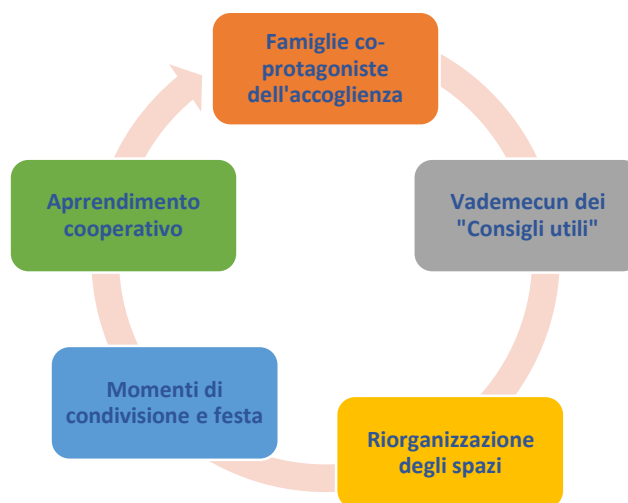 Famiglie co-
protagoniste
dell'accoglienza
Vademecun dei
"Consigli utili"
Riorganizzazione
degli spazi
Momenti di
condivisione e festa
Aprrendimento
cooperativo